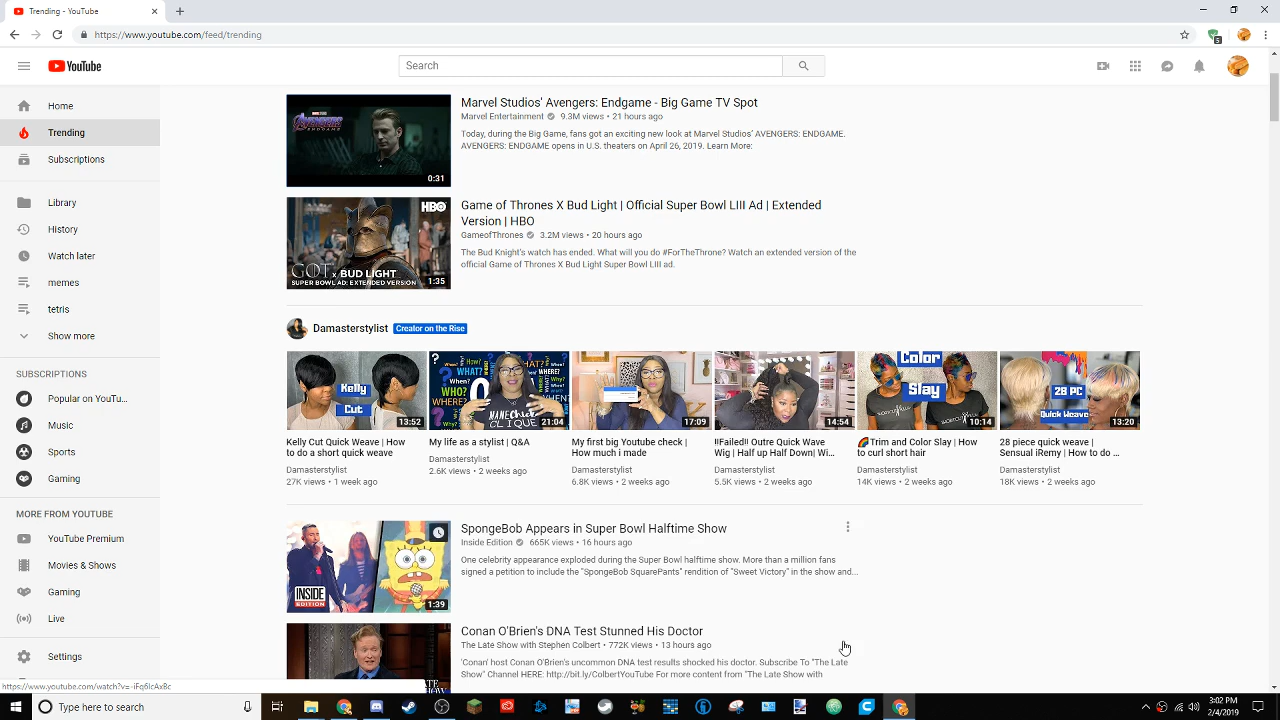 Trending - YouTube
https://www.youtube.com/feed/trending
5
YouTube
Search
Home
Trending
Subscriptions
Library
History
Watch later
memes
tetris
Show more
SUBSCRIPTIONS
Popular on YouTu...
Music
Sports
Gaming
MORE FROM YOUTUBE
YouTube Premium
Movies & Shows
Gaming
Live
Settings
AVENGERS
ENDGAME
0:31
Marvel Studios' Avengers: Endgame - Big Game TV Spot
Marvel Entertainment 9.3M views • 21 hours ago
Today, during the Big Game, fans got an exciting new look at Marvel Studios' AVENGERS: ENDGAME.
AVENGERS: ENDGAME opens in U.S. theaters on April 26, 2019. Learn More:
HBO
GOT X BUD LIGHT
SUPER BOWL AD: EXTENDED VERSION
1:35
Game of Thrones X Bud Light | Official Super Bowl LIII Ad | Extended
Version | HBO
GameofThrones 3.2M views • 20 hours ago
The Bud Knight's watch has ended. What will you do #ForTheThrone? Watch an extended version of the
official Game of Thrones X Bud Light Super Bowl LIII ad.
Damasterstylist Creator on the Rise
Kelly
Cut
13:52
Kelly Cut Quick Weave | How
to do a short quick weave
Damasterstylist
27K views • 1 week ago
How?
WHAT?
When?
WHO?
WHERE?
MANE CHICK
CLIQUE
21:04
My life as a stylist | Q&A
Damasterstylist
2.6K views • 2 weeks ago
17:09
My first big Youtube check |
How much i made
Damasterstylist
6.8K views • 2 weeks ago
14:54
!!Failed!! Outre Quick Wave
Wig | Half up Half Down| Wi...
Damasterstylist
5.5K views • 2 weeks ago
Color
Slay
10:14
🌈Trim and Color Slay | How
to curl short hair
Damasterstylist
14K views • 2 weeks ago
28 PC
Quick Weave
13:20
28 piece quick weave |
Sensual iRemy | How to do ...
Damasterstylist
18K views • 2 weeks ago
INSIDE
EDITION
1:39
SpongeBob Appears in Super Bowl Halftime Show
Inside Edition 665K views • 16 hours ago
One celebrity appearance exploded during the Super Bowl halftime show. More than a million fans
signed a petition to include the "SpongeBob SquarePants" rendition of "Sweet Victory" in the show and...
Conan O'Brien's DNA Test Stunned His Doctor
The Late Show with Stephen Colbert • 772K views • 13 hours ago
'Conan' host Conan O'Brien's uncommon DNA test results shocked his doctor. Subscribe To "The Late
Show" Channel HERE: http://bit.ly/ColbertYouTube For more content from "The Late Show with
Type here to search
3:02 PM
2/4/2019